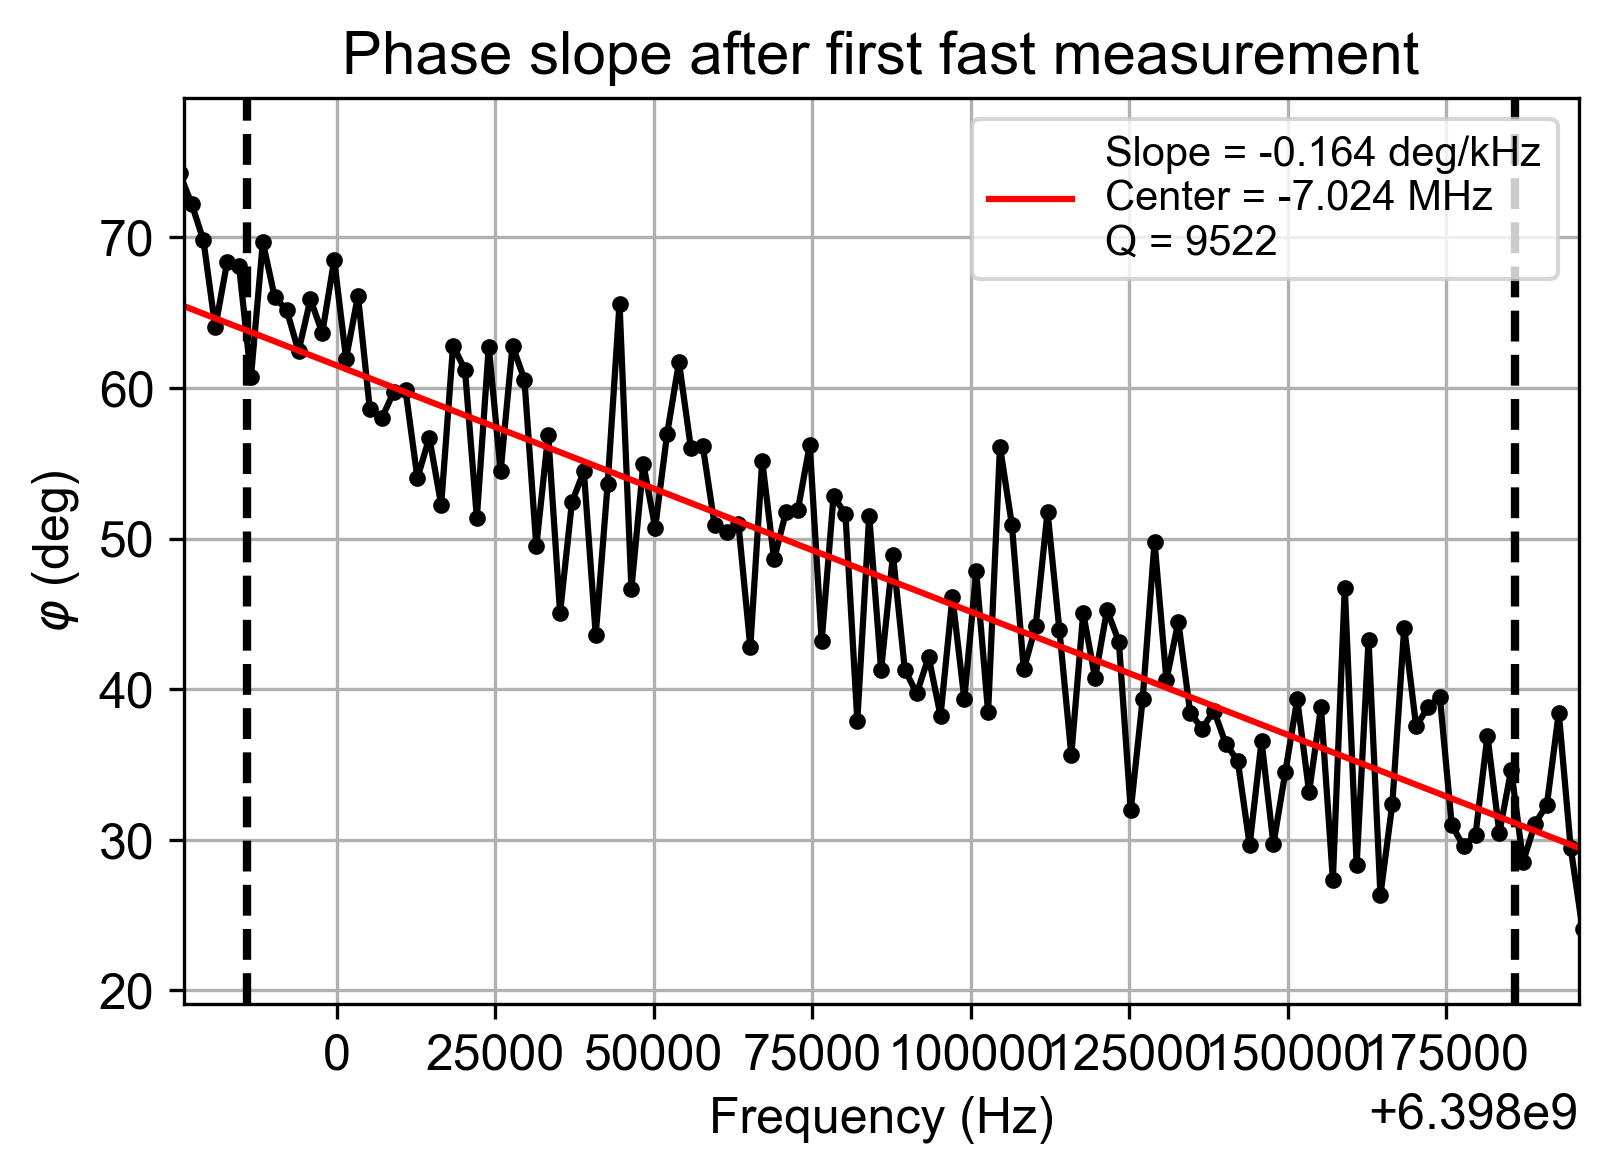 Phase slope after first fast measurement
Slope = -0.164 deg/kHz
Center = -7.024 MHz
Q = 9522
70
60
50
40
30
20
φ (deg)
0 25000 50000 75000 100000 125000 150000 175000
Frequency (Hz)
+6.398e9